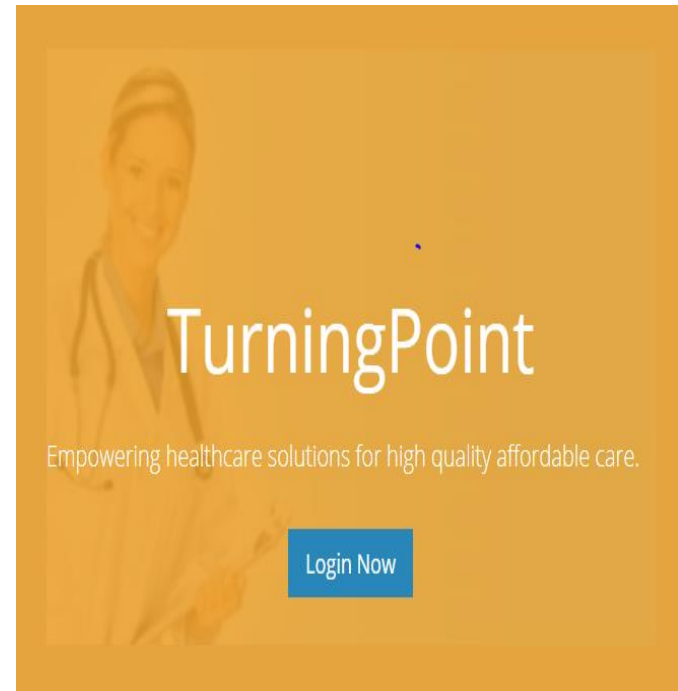 TurningPoint
Empowering healthcare solutions for high quality affordable care.
Login Now